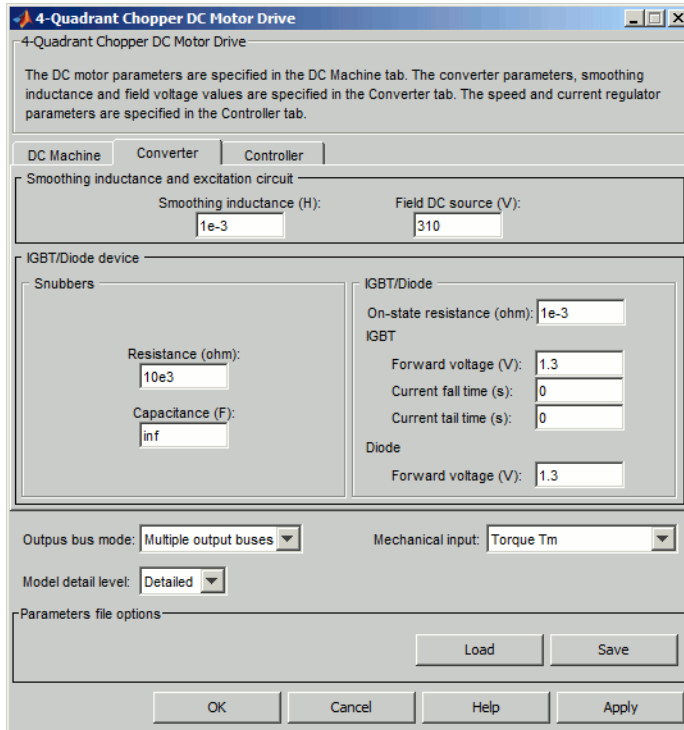 4-Quadrant Chopper DC Motor Drive
4-Quadrant Chopper DC Motor Drive
The DC motor parameters are specified in the DC Machine tab. The converter parameters, smoothing
inductance and field voltage values are specified in the Converter tab. The speed and current regulator
parameters are specified in the Controller tab.
DC Machine Converter Controller
Smoothing inductance and excitation circuit
Smoothing inductance (H): Field DC source (V):
1e-3 310
IGBT/Diode device
Snubbers IGBT/Diode
On-state resistance (ohm): 1e-3
IGBT
Resistance (ohm): Forward voltage (V): 1.3
10e3 Current fall time (s): 0
Capacitance (F): Current tail time (s): 0
inf
Diode
Forward voltage (V): 1.3
Outpus bus mode: Multiple output buses Mechanical input: Torque Tm
Model detail level: Detailed
Parameters file options
Load Save
OK Cancel Help Apply